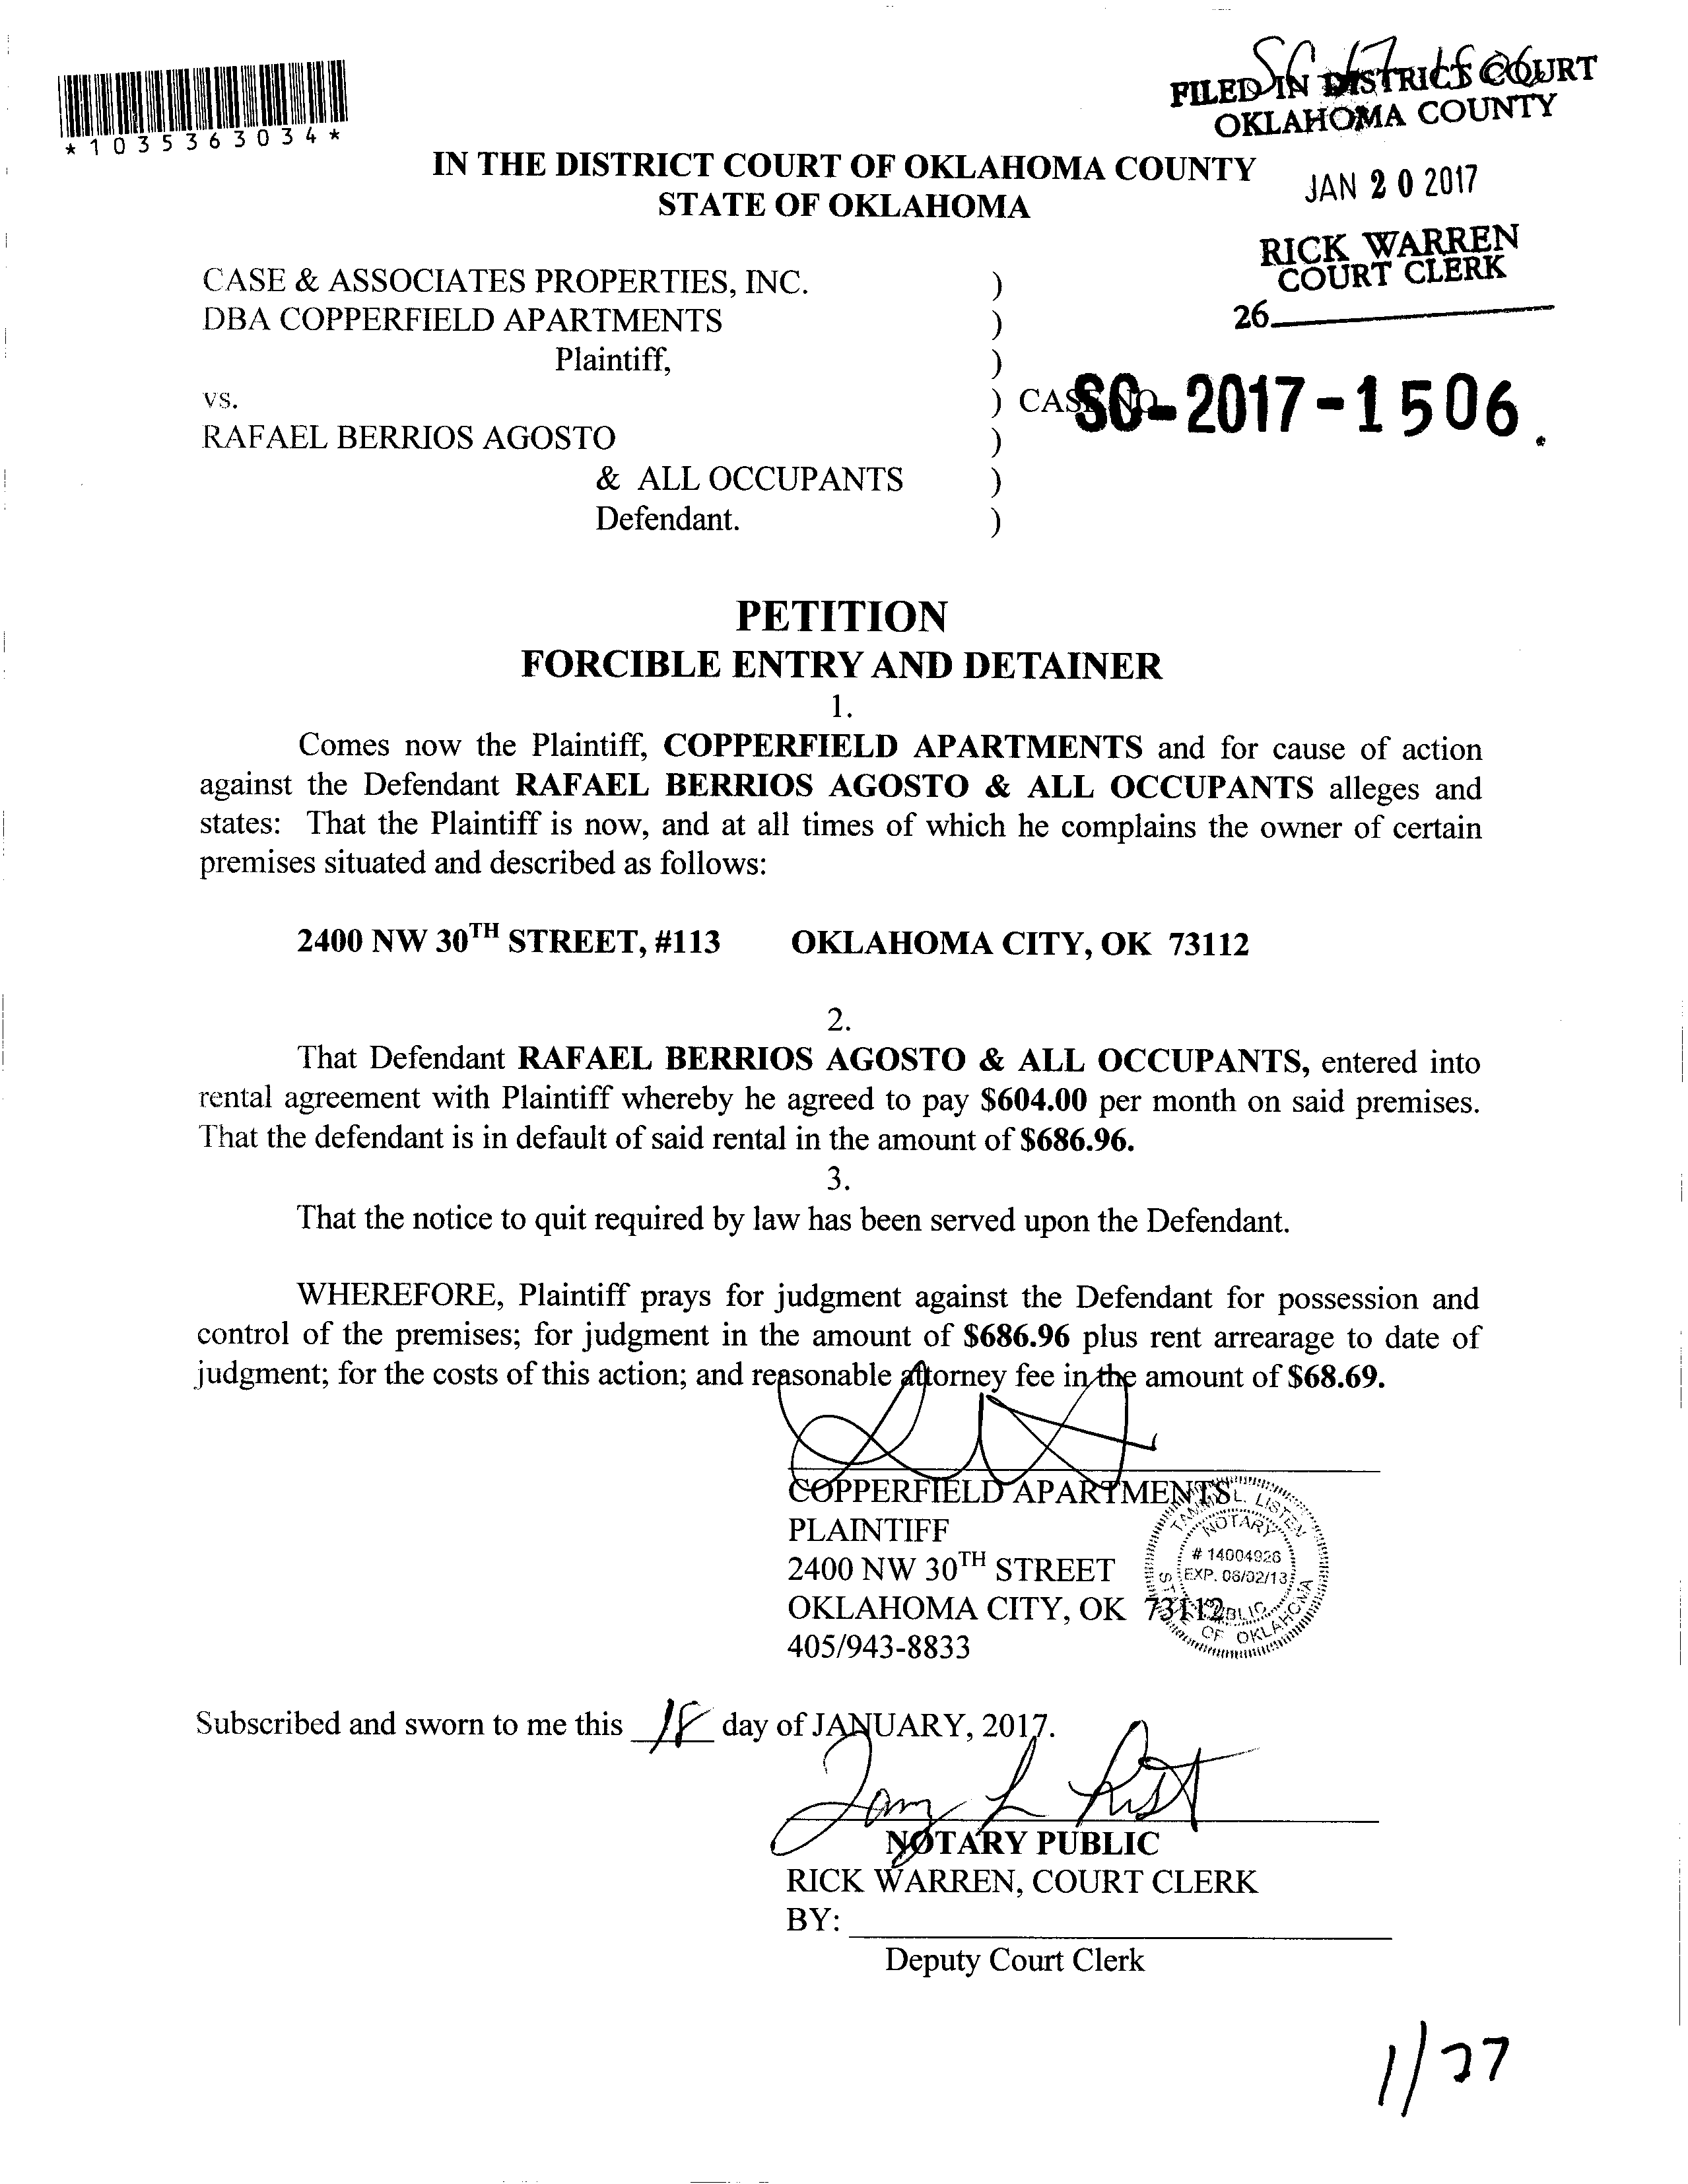 SC 17 1506
FILED IN DISTRICT COURT
OKLAHOMA COUNTY
*1035363034*
IN THE DISTRICT COURT OF OKLAHOMA COUNTY
STATE OF OKLAHOMA
JAN 20 2017
RICK WARREN
COURT CLERK
26
CASE & ASSOCIATES PROPERTIES, INC. )
DBA COPPERFIELD APARTMENTS )
Plaintiff, )
vs. ) CASE NO. SC-2017-1506.
RAFAEL BERRIOS AGOSTO )
& ALL OCCUPANTS )
Defendant. )
PETITION
FORCIBLE ENTRY AND DETAINER
1.
Comes now the Plaintiff, COPPERFIELD APARTMENTS and for cause of action
against the Defendant RAFAEL BERRIOS AGOSTO & ALL OCCUPANTS alleges and
states: That the Plaintiff is now, and at all times of which he complains the owner of certain
premises situated and described as follows:
2400 NW 30TH STREET, #113 OKLAHOMA CITY, OK 73112
2.
That Defendant RAFAEL BERRIOS AGOSTO & ALL OCCUPANTS, entered into
rental agreement with Plaintiff whereby he agreed to pay $604.00 per month on said premises.
That the defendant is in default of said rental in the amount of $686.96.
3.
That the notice to quit required by law has been served upon the Defendant.
WHEREFORE, Plaintiff prays for judgment against the Defendant for possession and
control of the premises; for judgment in the amount of $686.96 plus rent arrearage to date of
judgment; for the costs of this action; and reasonable attorney fee in the amount of $68.69.
COPPERFIELD APARTMENTS
PLAINTIFF
2400 NW 30TH STREET
OKLAHOMA CITY, OK 73112
405/943-8833
L. LISTEN
NOTARY
# 14004926
PUBLIC
STATE OF OKLAHOMA
Subscribed and sworn to me this 18 day of JANUARY, 2017.
NOTARY PUBLIC
RICK WARREN, COURT CLERK
BY:
Deputy Court Clerk
1/27